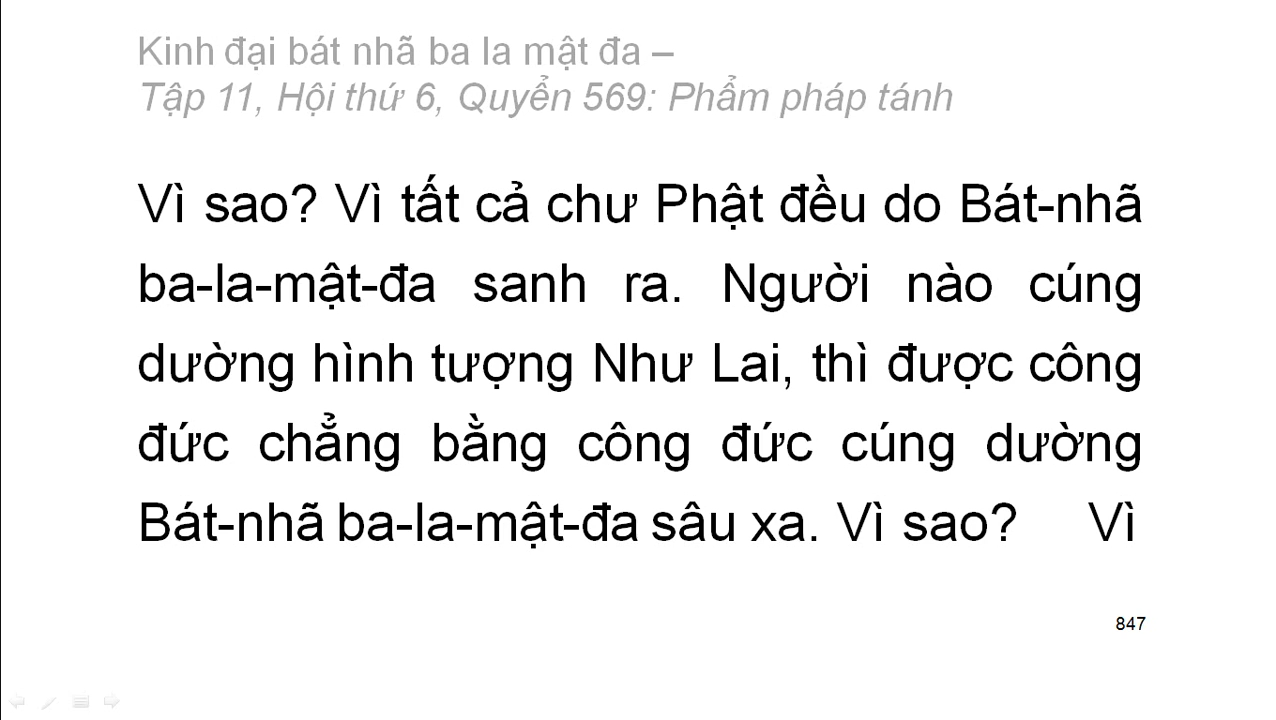 Kinh đại bát nhã ba la mật đa –
Tập 11, Hội thứ 6, Quyển 569: Phẩm pháp tánh
Vì sao? Vì tất cả chư Phật đều do Bát-nhã
ba-la-mật-đa sanh ra. Người nào cúng
dường hình tượng Như Lai, thì được công
đức chẳng bằng công đức cúng dường
Bát-nhã ba-la-mật-đa sâu xa. Vì sao? Vì
847